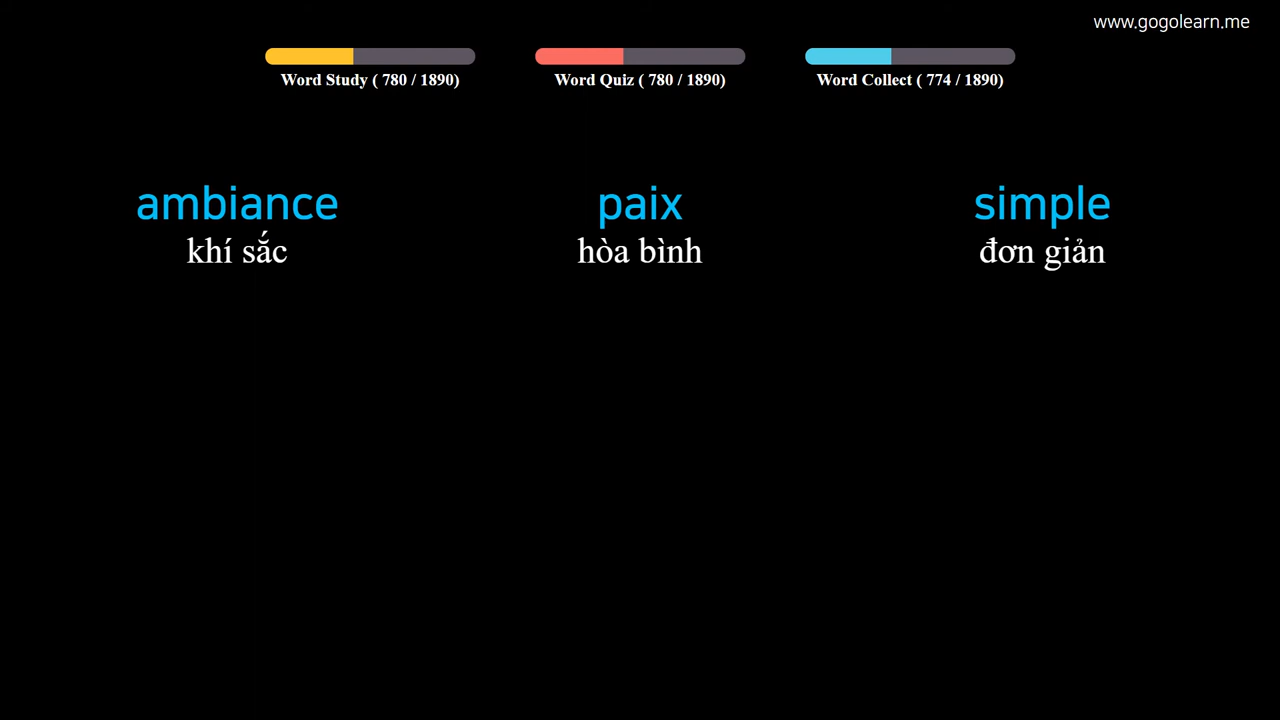 www.gogolearn.me
Word Study ( 780 / 1890)
Word Quiz ( 780 / 1890)
Word Collect ( 774 / 1890)
ambiance
khí sắc
paix
hòa bình
simple
đơn giản